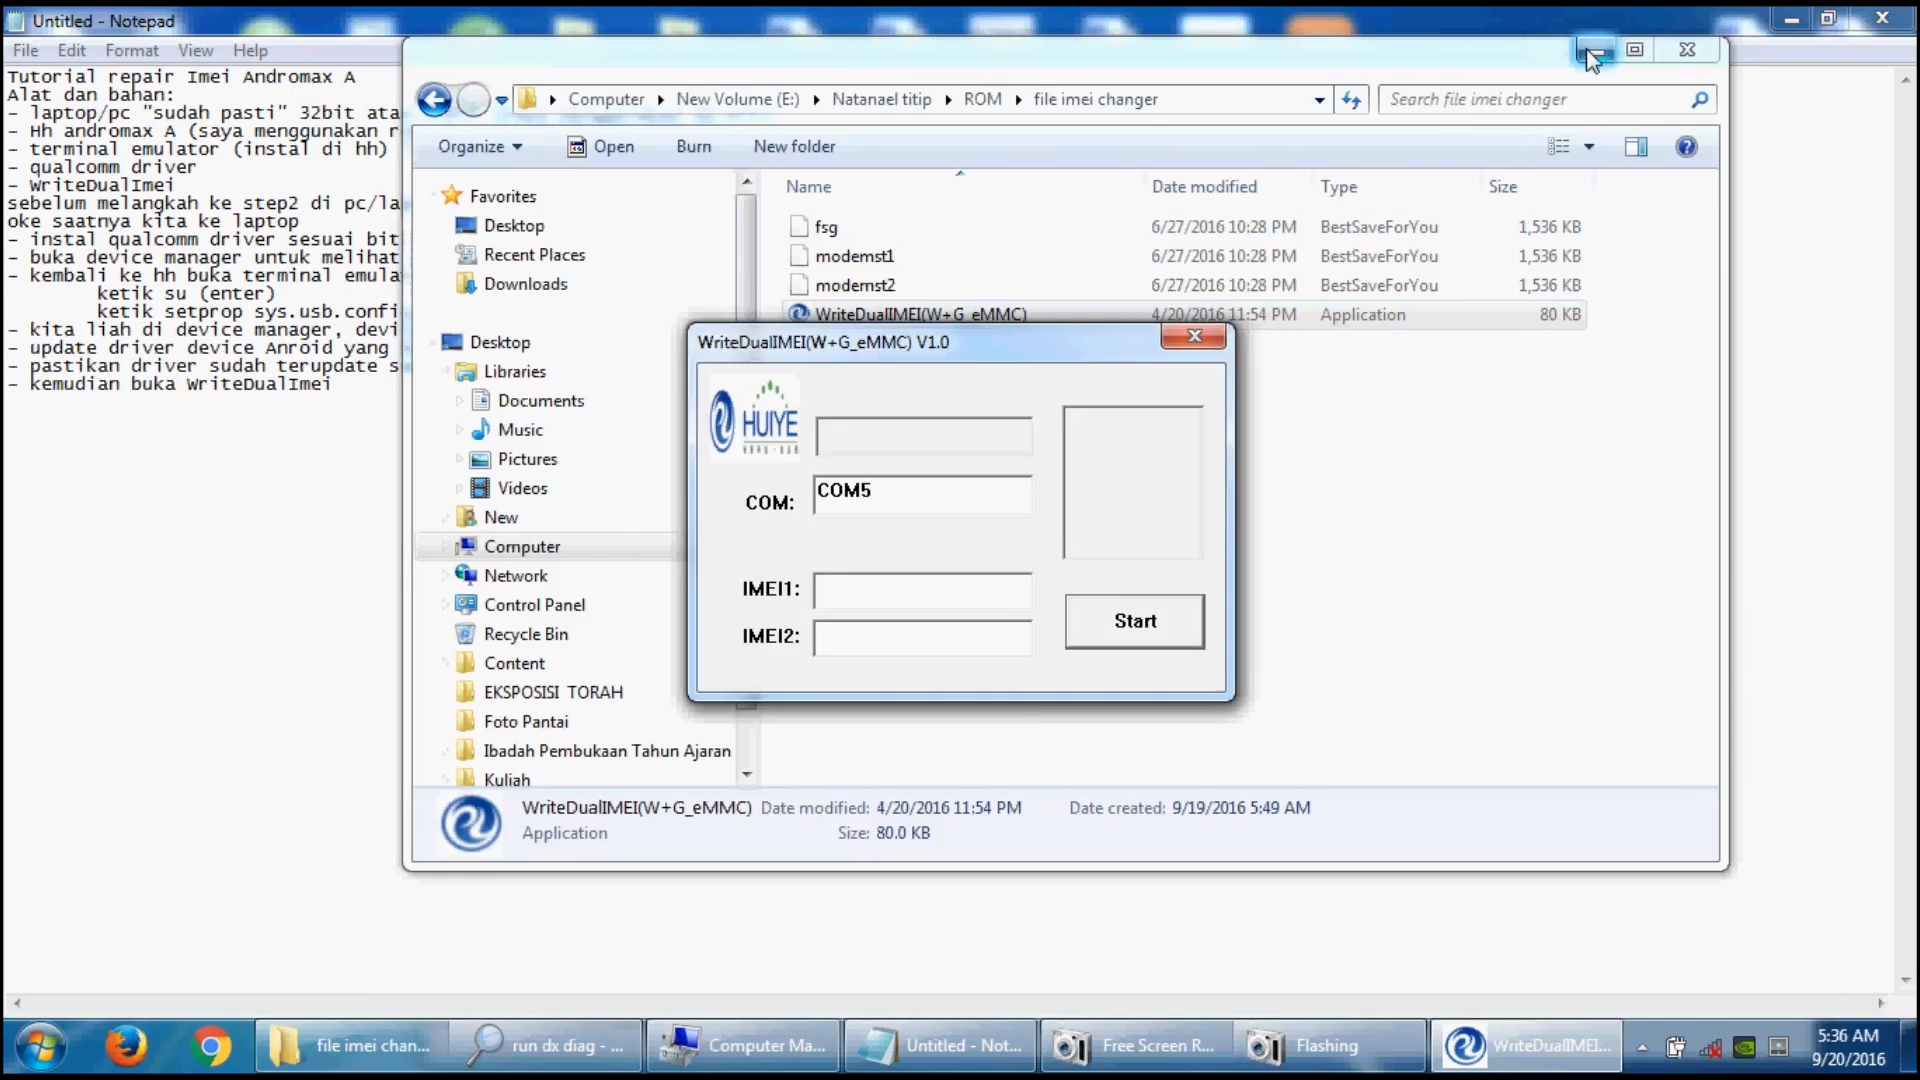 Untitled - Notepad
File Edit Format View Help
Tutorial repair Imei Andromax A
Alat dan bahan:
- laptop/pc "sudah pasti" 32bit ata
- Hh andromax A (saya menggunakan r
- terminal emulator (instal di hh)
- qualcomm driver
- WriteDualImei
sebelum melangkah ke step2 di pc/la
oke saatnya kita ke laptop
- instal qualcomm driver sesuai bit
- buka device manager untuk melihat
- kembali ke hh buka terminal emula
ketik su (enter)
ketik setprop sys.usb.confi
- kita liah di device manager, devi
- update driver device Anroid yang
- pastikan driver sudah terupdate s
- kemudian buka WriteDualImei
Computer New Volume (E:) Natanael titip ROM file imei changer
Search file imei changer
Organize Open Burn New folder
Name Date modified Type Size
fsg 6/27/2016 10:28 PM BestSaveForYou 1,536 KB
modemst1 6/27/2016 10:28 PM BestSaveForYou 1,536 KB
modemst2 6/27/2016 10:28 PM BestSaveForYou 1,536 KB
WriteDualIMEI(W+G_eMMC) 4/20/2016 11:54 PM Application 80 KB
Favorites
Desktop
Recent Places
Downloads
Desktop
Libraries
Documents
Music
Pictures
Videos
New
Computer
Network
Control Panel
Recycle Bin
Content
EKSPOSISI TORAH
Foto Pantai
Ibadah Pembukaan Tahun Ajaran
Kuliah
WriteDualIMEI(W+G_eMMC) V1.0
HUIYE
COM: COM5
IMEI1:
IMEI2:
Start
WriteDualIMEI(W+G_eMMC) Date modified: 4/20/2016 11:54 PM Date created: 9/19/2016 5:49 AM
Application Size: 80.0 KB
file imei chan...
run dx diag - ...
Computer Ma...
Untitled - Not...
Free Screen R...
Flashing
WriteDualIMEI...
5:36 AM
9/20/2016